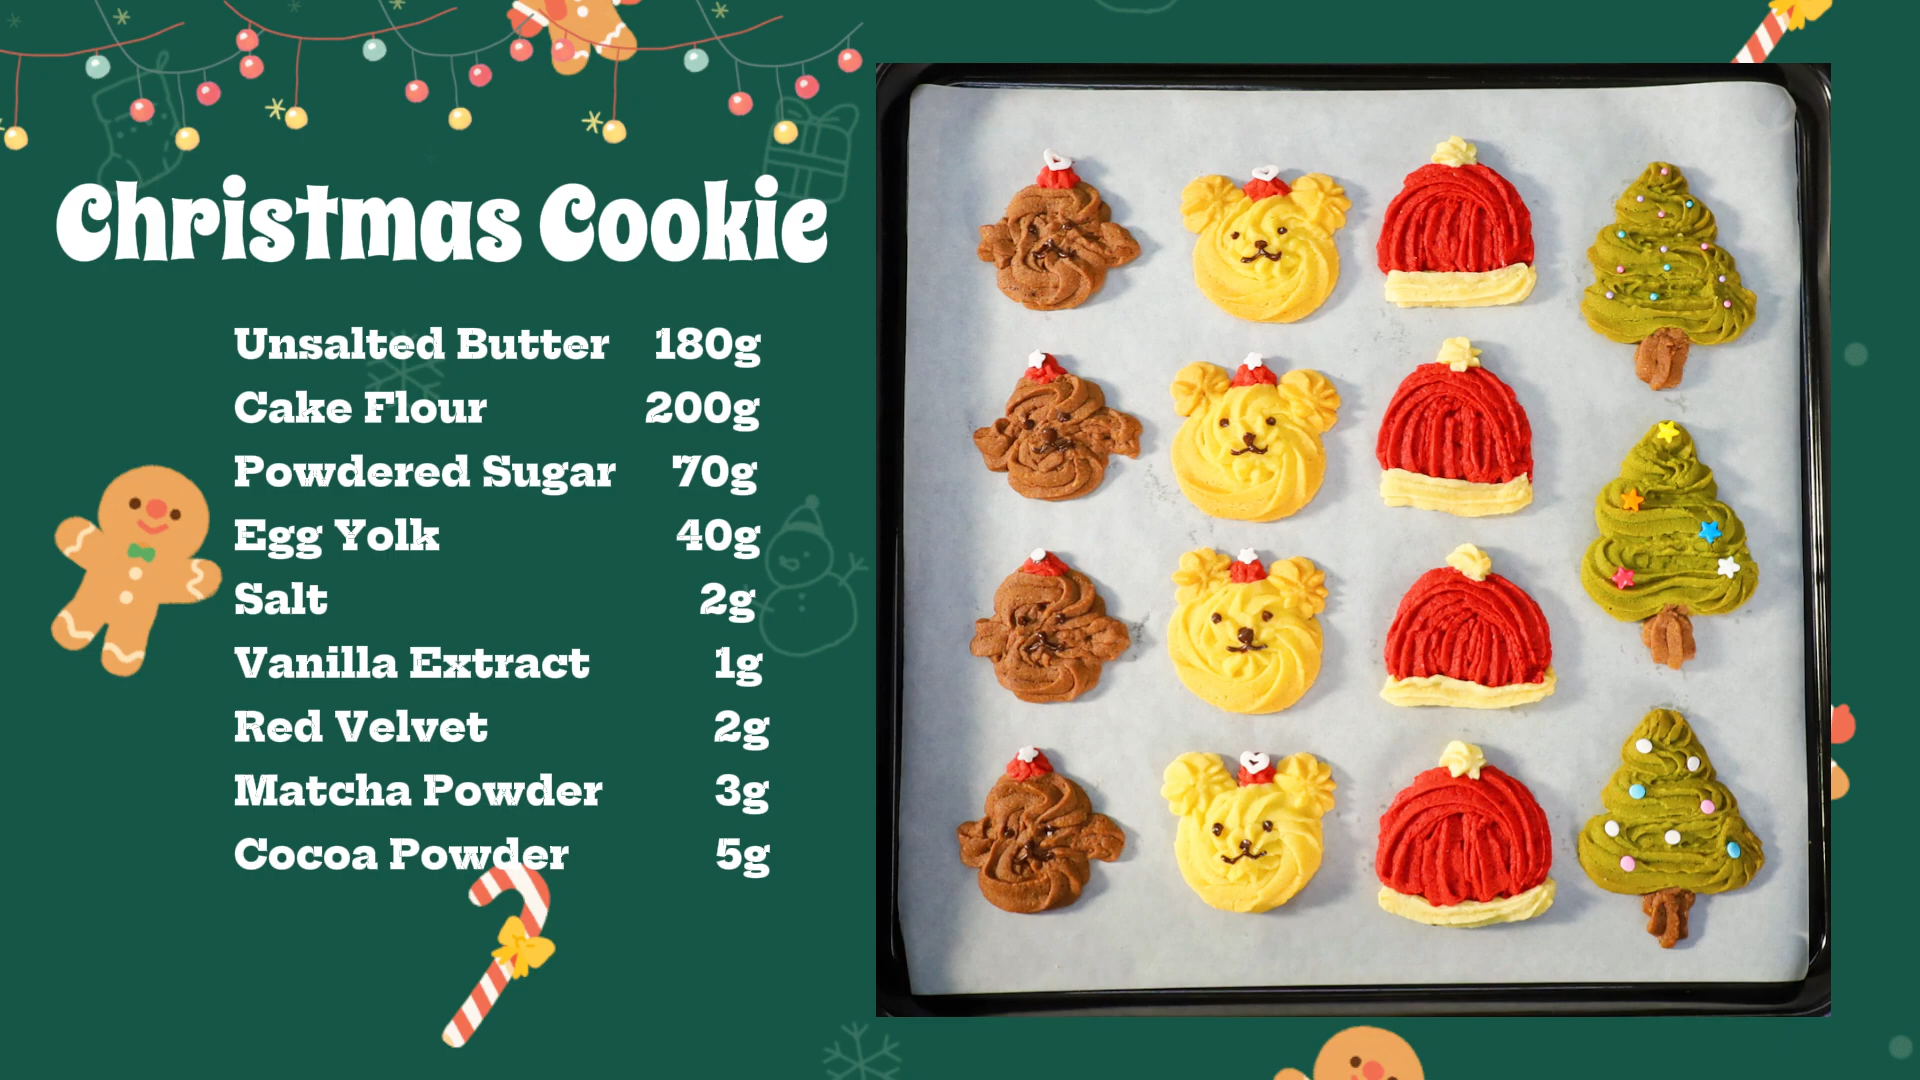 Christmas Cookie
Unsalted Butter 180g
Cake Flour 200g
Powdered Sugar 70g
Egg Yolk 40g
Salt 2g
Vanilla Extract 1g
Red Velvet 2g
Matcha Powder 3g
Cocoa Powder 5g